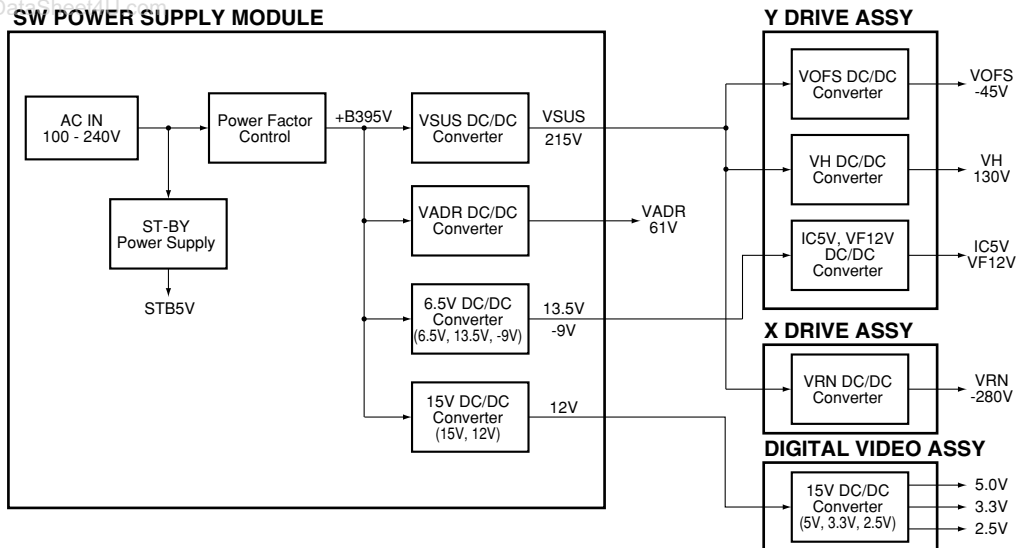 DataSheet4U.com
SW POWER SUPPLY MODULE
AC IN
100 - 240V
Power Factor
Control
+B395V
VSUS DC/DC
Converter
VSUS
215V
ST-BY
Power Supply
STB5V
VADR DC/DC
Converter
VADR
61V
6.5V DC/DC
Converter
(6.5V, 13.5V, -9V)
13.5V
-9V
15V DC/DC
Converter
(15V, 12V)
12V
Y DRIVE ASSY
VOFS DC/DC
Converter
VOFS
-45V
VH DC/DC
Converter
VH
130V
IC5V, VF12V
DC/DC
Converter
IC5V
VF12V
X DRIVE ASSY
VRN DC/DC
Converter
VRN
-280V
DIGITAL VIDEO ASSY
15V DC/DC
Converter
(5V, 3.3V, 2.5V)
5.0V
3.3V
2.5V